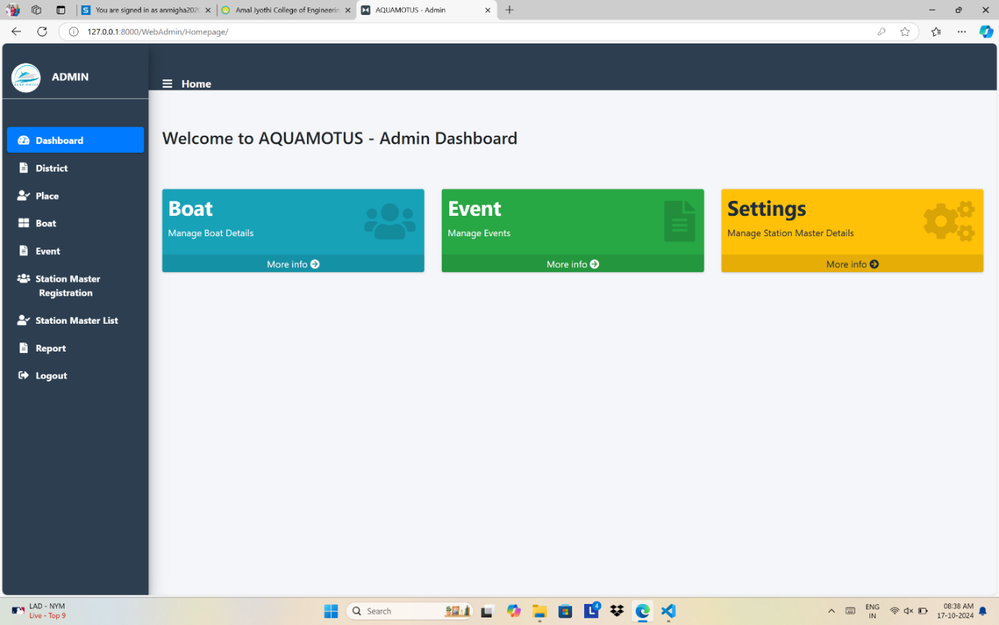 You are signed in as anmigha202
Amal Jyothi College of Engineerin
AQUAMOTUS - Admin
127.0.0.1:8000/WebAdmin/Homepage/
ADMIN
Home
Dashboard
District
Place
Boat
Event
Station Master
Registration
Station Master List
Report
Logout
Welcome to AQUAMOTUS - Admin Dashboard
Boat
Manage Boat Details
More info
Event
Manage Events
More info
Settings
Manage Station Master Details
More info
LAD - NYM
Live - Top 9
Search
4
ENG
IN
08:38 AM
17-10-2024